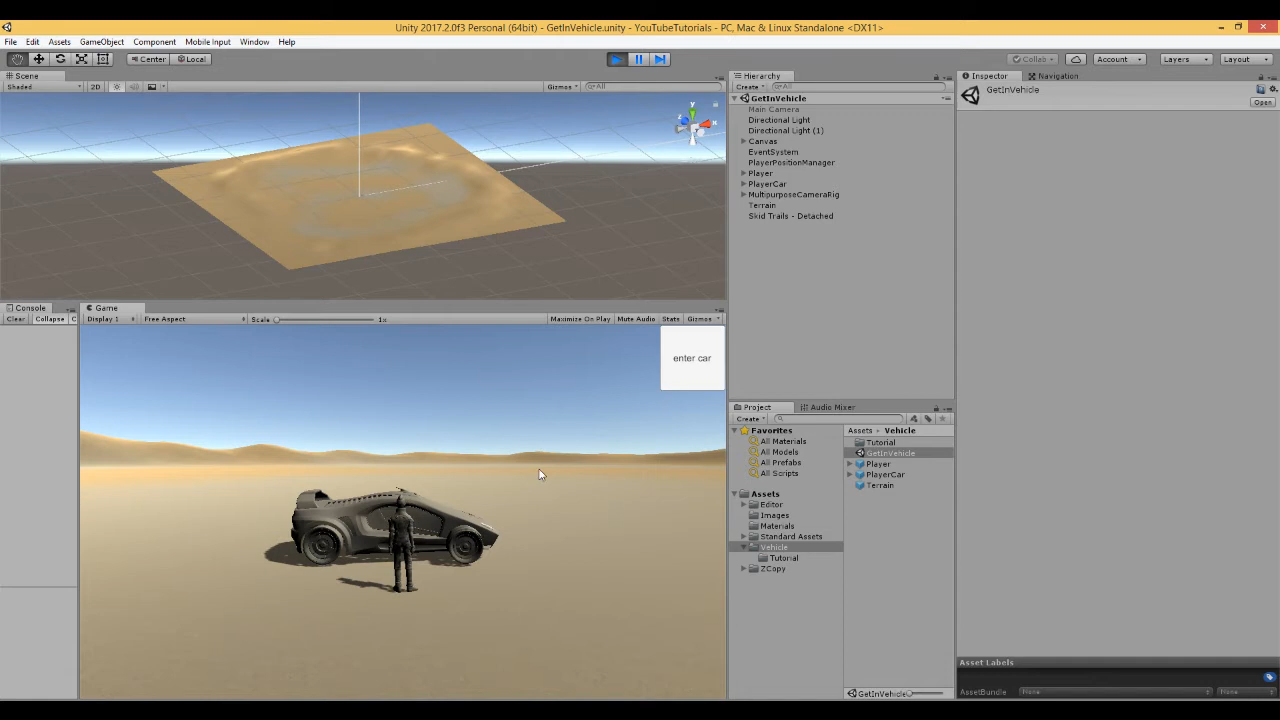 Unity 2017.2.0f3 Personal (64bit) - GetInVehicle.unity - YouTubeTutorials - PC, Mac & Linux Standalone <DX11>
File Edit Assets GameObject Component Mobile Input Window Help
Center Local Collab Account Layers Layout
Scene
Shaded 2D Gizmos All
y
x
z
Console Game
Clear Collapse C Display 1 Free Aspect Scale 1x Maximize On Play Mute Audio Stats Gizmos
enter car
Hierarchy
Create All
GetInVehicle
Main Camera
Directional Light
Directional Light (1)
Canvas
EventSystem
PlayerPositionManager
Player
PlayerCar
MultipurposeCameraRig
Terrain
Skid Trails - Detached
Project Audio Mixer
Create
Favorites
All Materials
All Models
All Prefabs
All Scripts
Assets
Editor
Images
Materials
Standard Assets
Vehicle
Tutorial
ZCopy
Assets Vehicle
Tutorial
GetInVehicle
Player
PlayerCar
Terrain
GetInVehicle
Inspector Navigation
GetInVehicle
Open
Asset Labels
AssetBundle None None